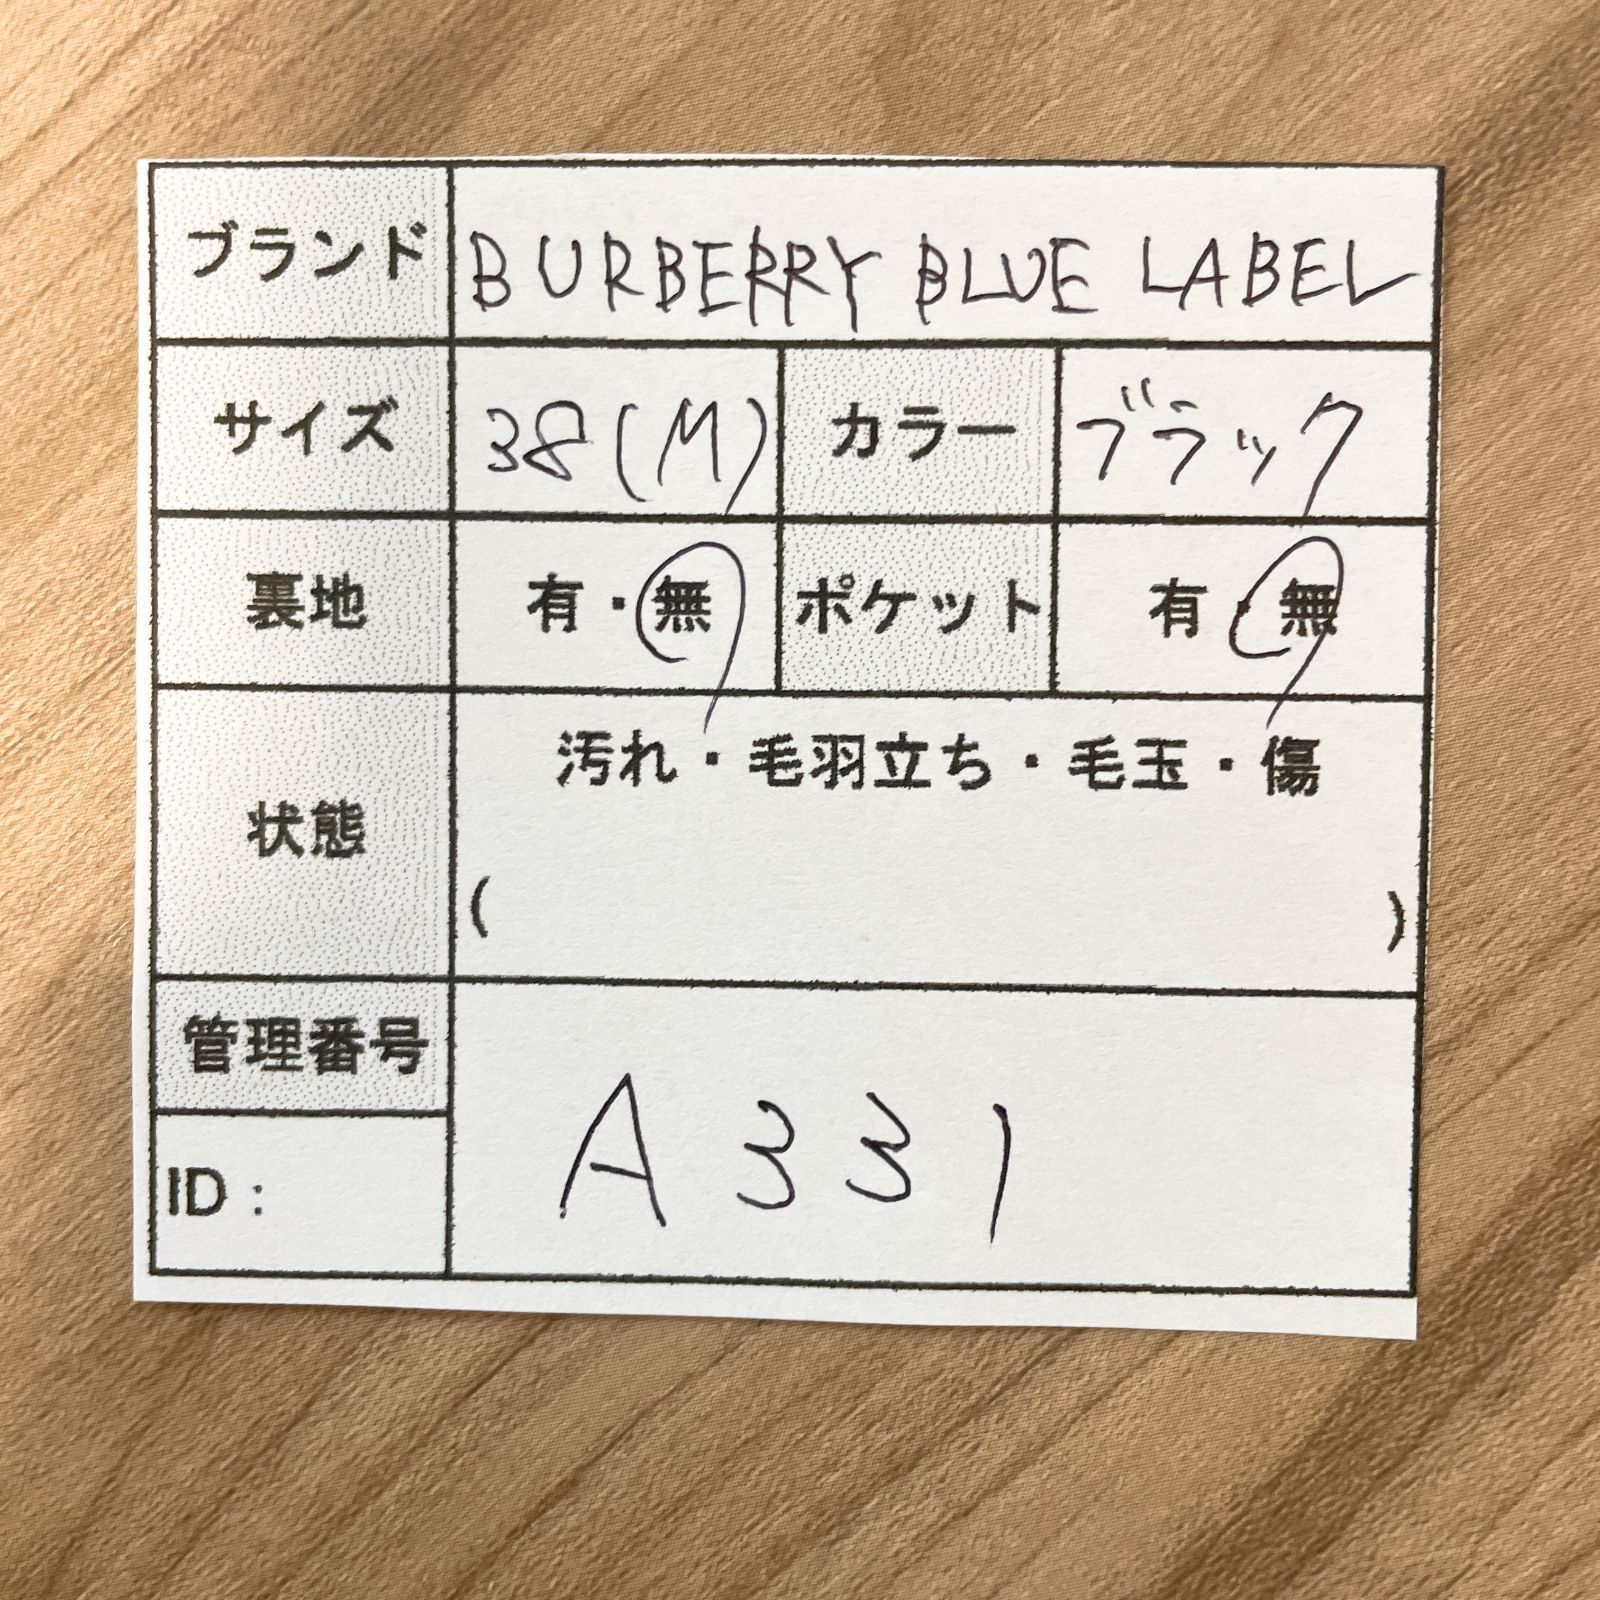 ブランド BURBERRY BLUE LABEL
サイズ 38(M) カラー ブラック
裏地 有・無 ポケット 有・無
状態 汚れ・毛羽立ち・毛玉・傷
( )
管理番号 A331
ID: